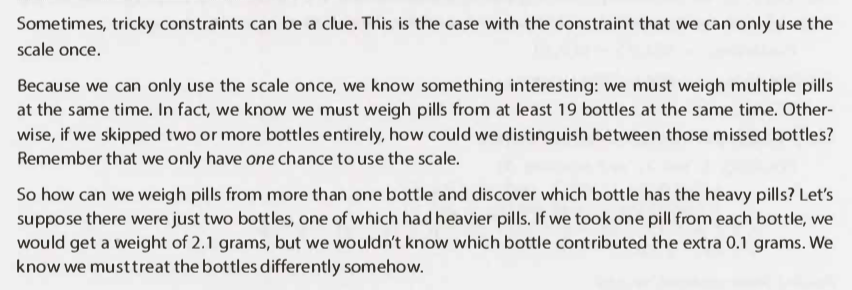 Sometimes, tricky constraints can be a clue. This is the case with the constraint that we can only use the
scale once.
Because we can only use the scale once, we know something interesting: we must weigh multiple pills
at the same time. In fact, we know we must weigh pills from at least 19 bottles at the same time. Other-
wise, if we skipped two or more bottles entirely, how could we distinguish between those missed bottles?
Remember that we only have one chance to use the scale.
So how can we weigh pills from more than one bottle and discover which bottle has the heavy pills? Let's
suppose there were just two bottles, one of which had heavier pills. If we took one pill from each bottle, we
would get a weight of 2.1 grams, but we wouldn't know which bottle contributed the extra 0.1 grams. We
know we must treat the bottles differently somehow.